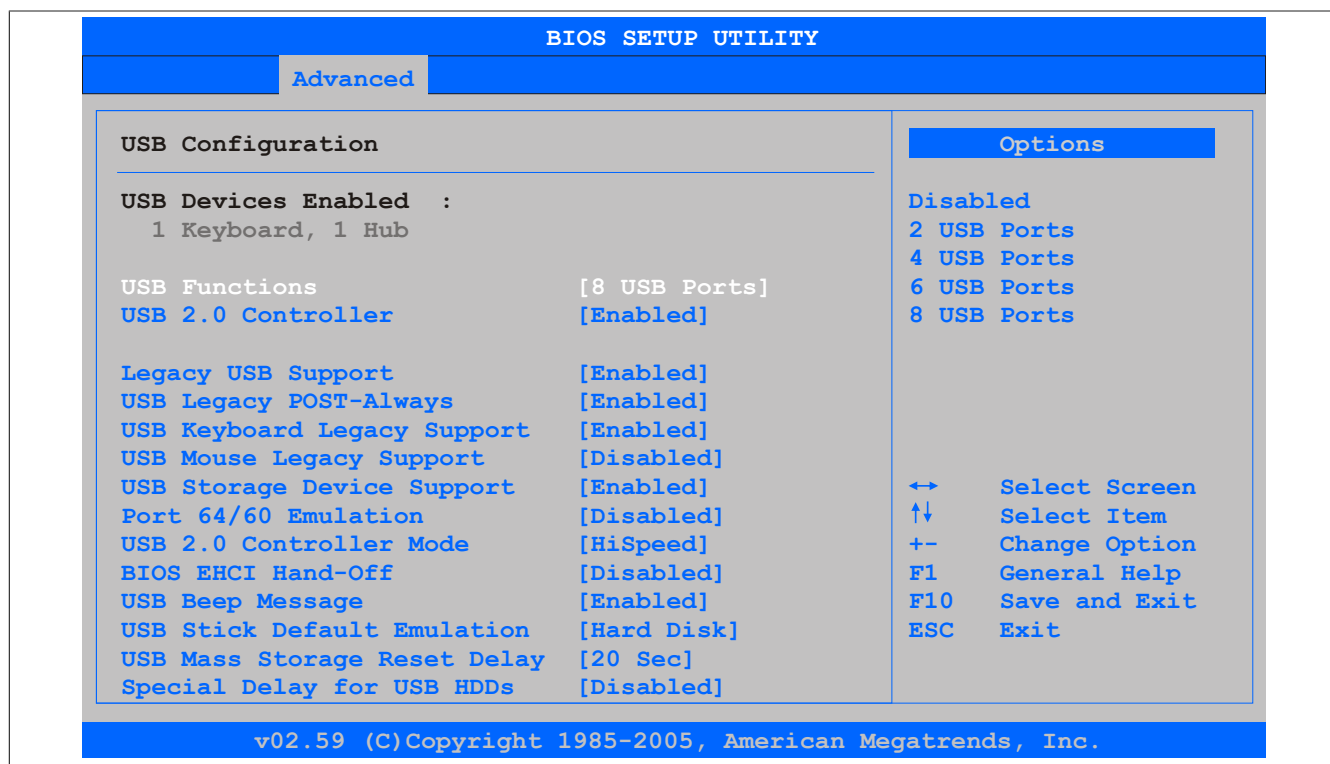 BIOS SETUP UTILITY
Advanced
USB Configuration
USB Devices Enabled :
1 Keyboard, 1 Hub
USB Functions [8 USB Ports]
USB 2.0 Controller [Enabled]
Legacy USB Support [Enabled]
USB Legacy POST-Always [Enabled]
USB Keyboard Legacy Support [Enabled]
USB Mouse Legacy Support [Disabled]
USB Storage Device Support [Enabled]
Port 64/60 Emulation [Disabled]
USB 2.0 Controller Mode [HiSpeed]
BIOS EHCI Hand-Off [Disabled]
USB Beep Message [Enabled]
USB Stick Default Emulation [Hard Disk]
USB Mass Storage Reset Delay [20 Sec]
Special Delay for USB HDDs [Disabled]
Options
Disabled
2 USB Ports
4 USB Ports
6 USB Ports
8 USB Ports
↔ Select Screen
↑↓ Select Item
+- Change Option
F1 General Help
F10 Save and Exit
ESC Exit
v02.59 (C)Copyright 1985-2005, American Megatrends, Inc.